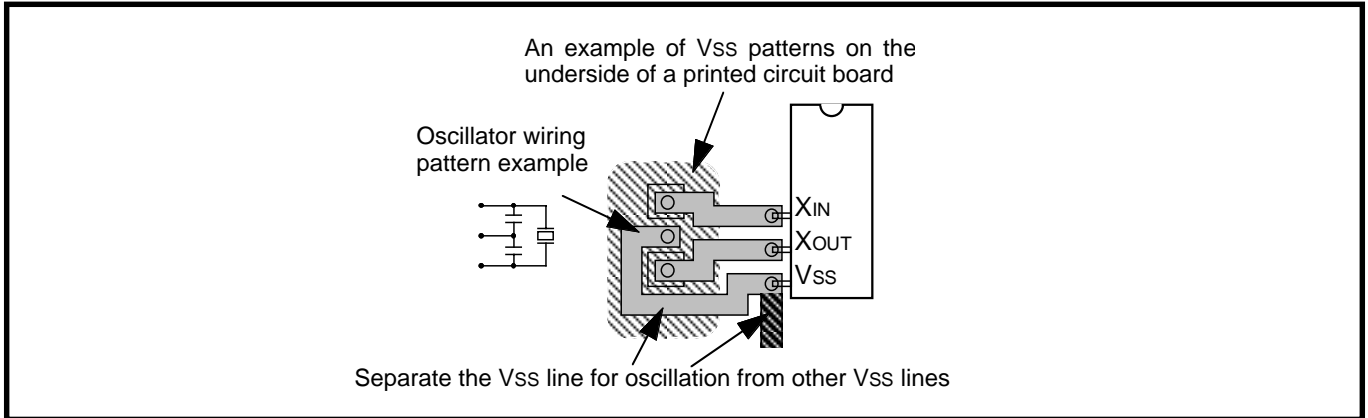 An example of VSS patterns on the
underside of a printed circuit board
Oscillator wiring
pattern example
XIN
XOUT
VSS
Separate the VSS line for oscillation from other VSS lines